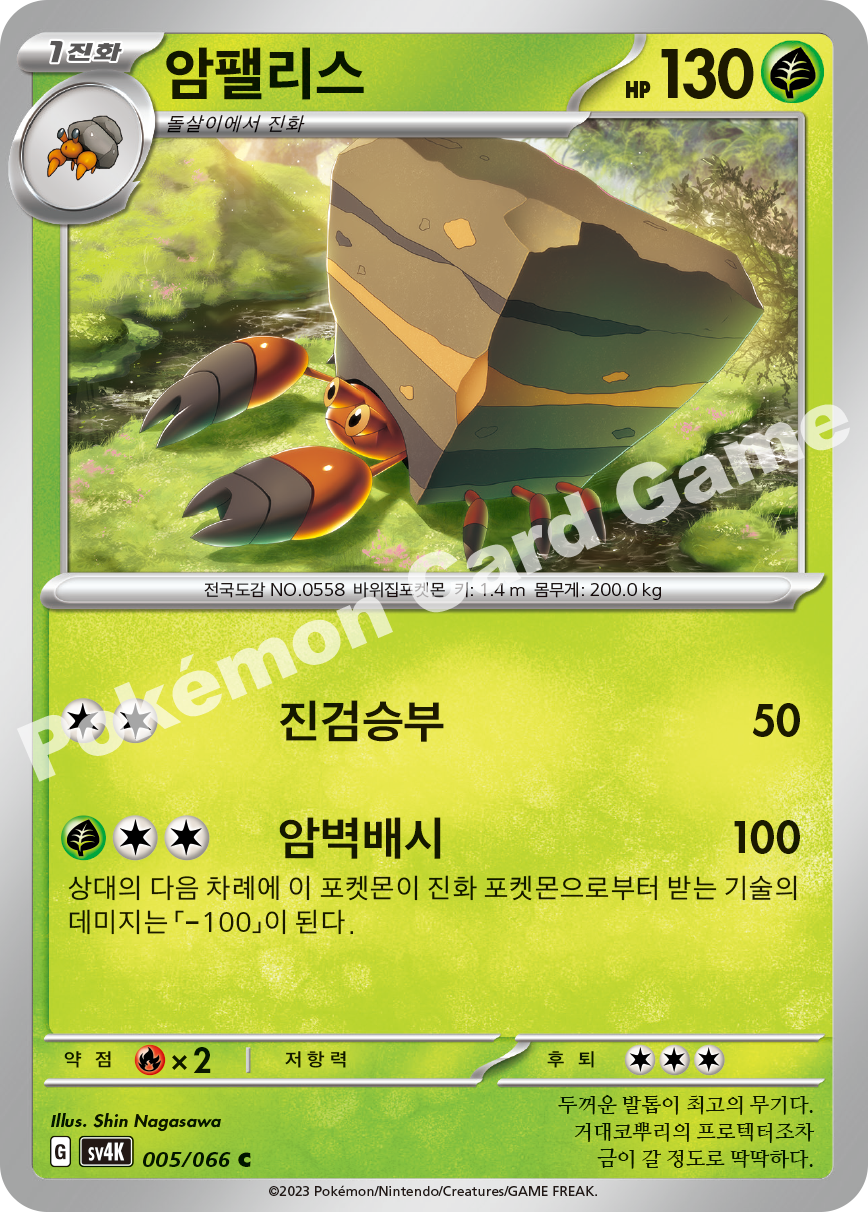 1진화
암팰리스
HP 130
돌살이에서 진화
전국도감 NO.0558 바위집포켓몬 키: 1.4 m 몸무게: 200.0 kg
Pokémon Card Game
진검승부 50
암벽배시 100
상대의 다음 차례에 이 포켓몬이 진화 포켓몬으로부터 받는 기술의
데미지는 「-100」이 된다.
약점 ×2 저항력 후퇴
Illus. Shin Nagasawa
G sv4K 005/066 C
두꺼운 발톱이 최고의 무기다.
거대코뿌리의 프로텍터조차
금이 갈 정도로 딱딱하다.
©2023 Pokémon/Nintendo/Creatures/GAME FREAK.